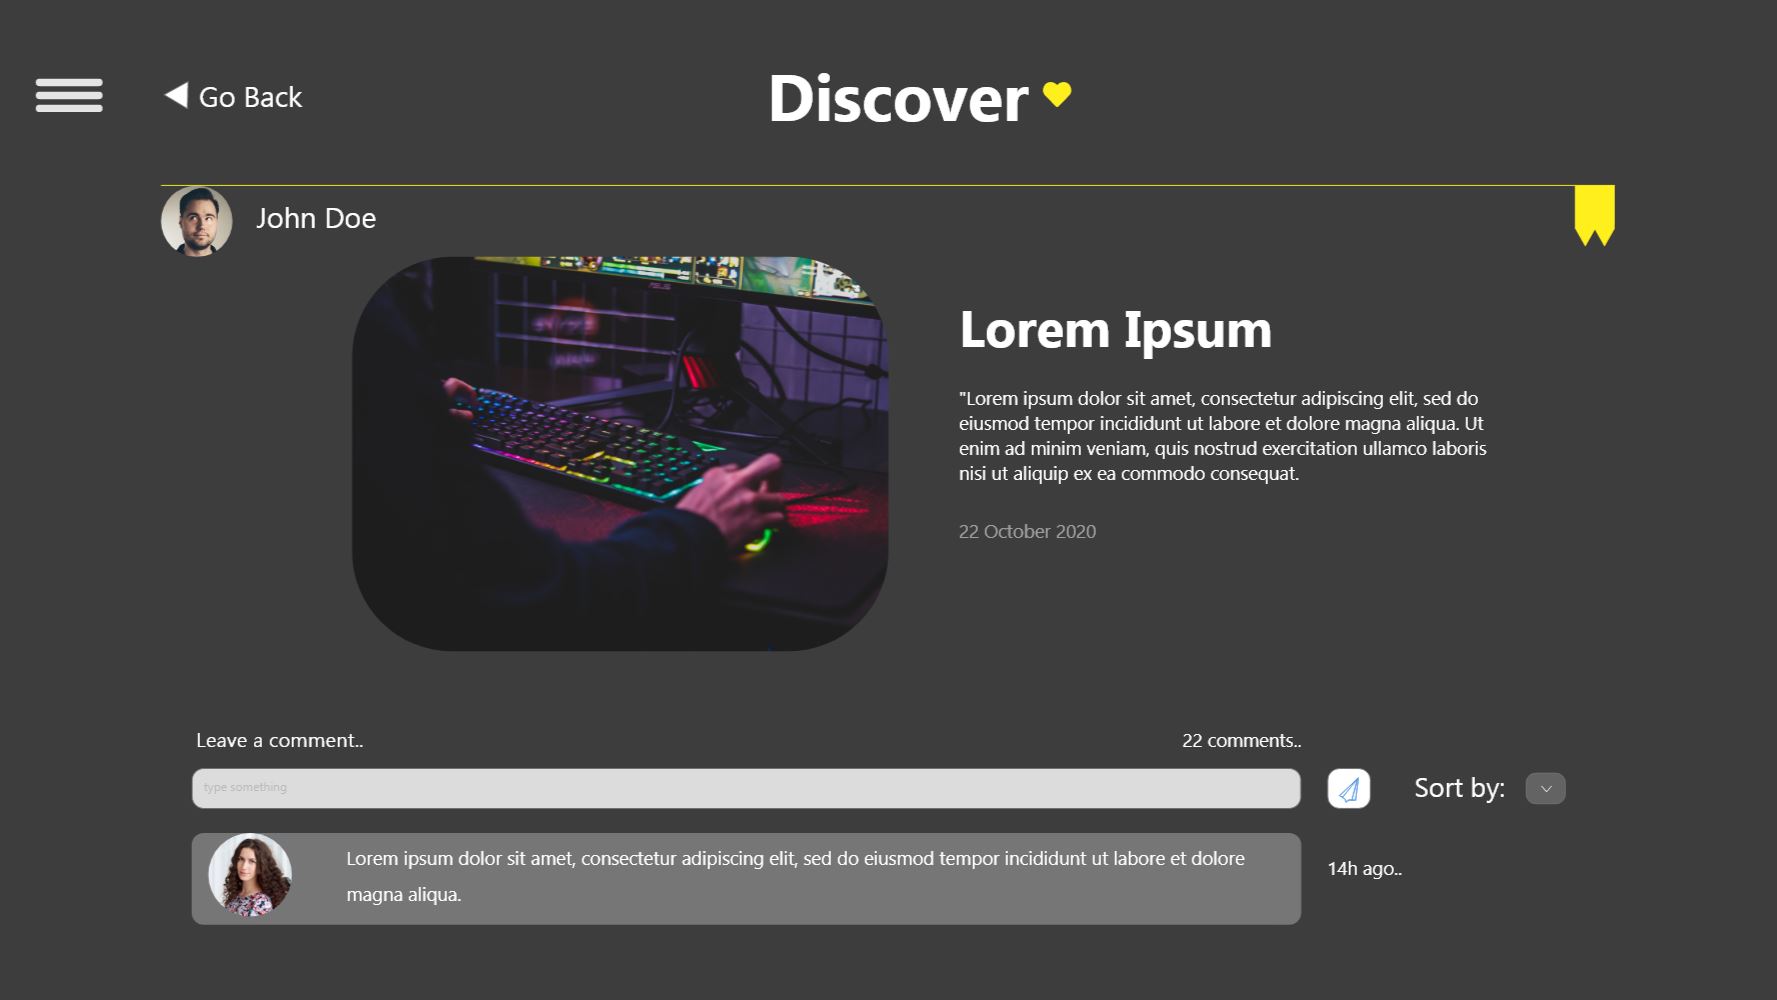 Go Back
Discover
John Doe
ASUS
Lorem Ipsum
"Lorem ipsum dolor sit amet, consectetur adipiscing elit, sed do
eiusmod tempor incididunt ut labore et dolore magna aliqua. Ut
enim ad minim veniam, quis nostrud exercitation ullamco laboris
nisi ut aliquip ex ea commodo consequat.
22 October 2020
Leave a comment..
22 comments..
type something
Sort by:
Lorem ipsum dolor sit amet, consectetur adipiscing elit, sed do eiusmod tempor incididunt ut labore et dolore
magna aliqua.
14h ago..